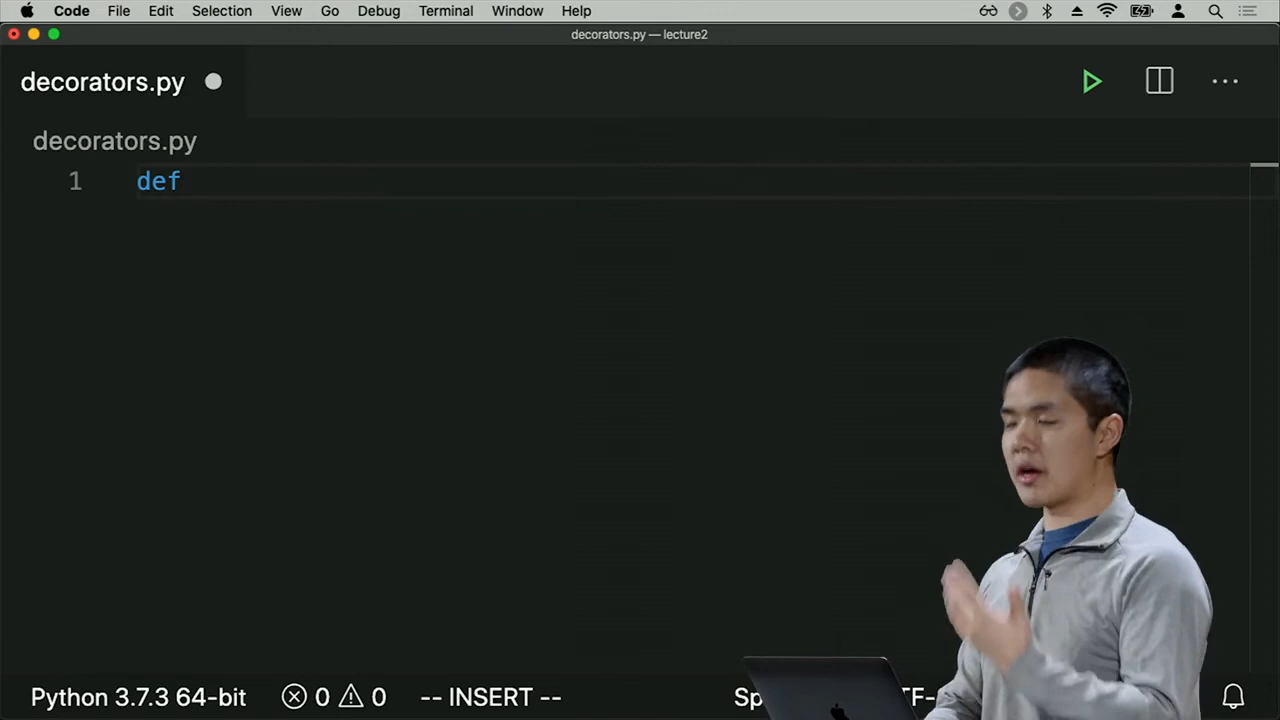 Code File Edit Selection View Go Debug Terminal Window Help
decorators.py — lecture2
decorators.py
decorators.py
1 def
Python 3.7.3 64-bit 0 0 -- INSERT --